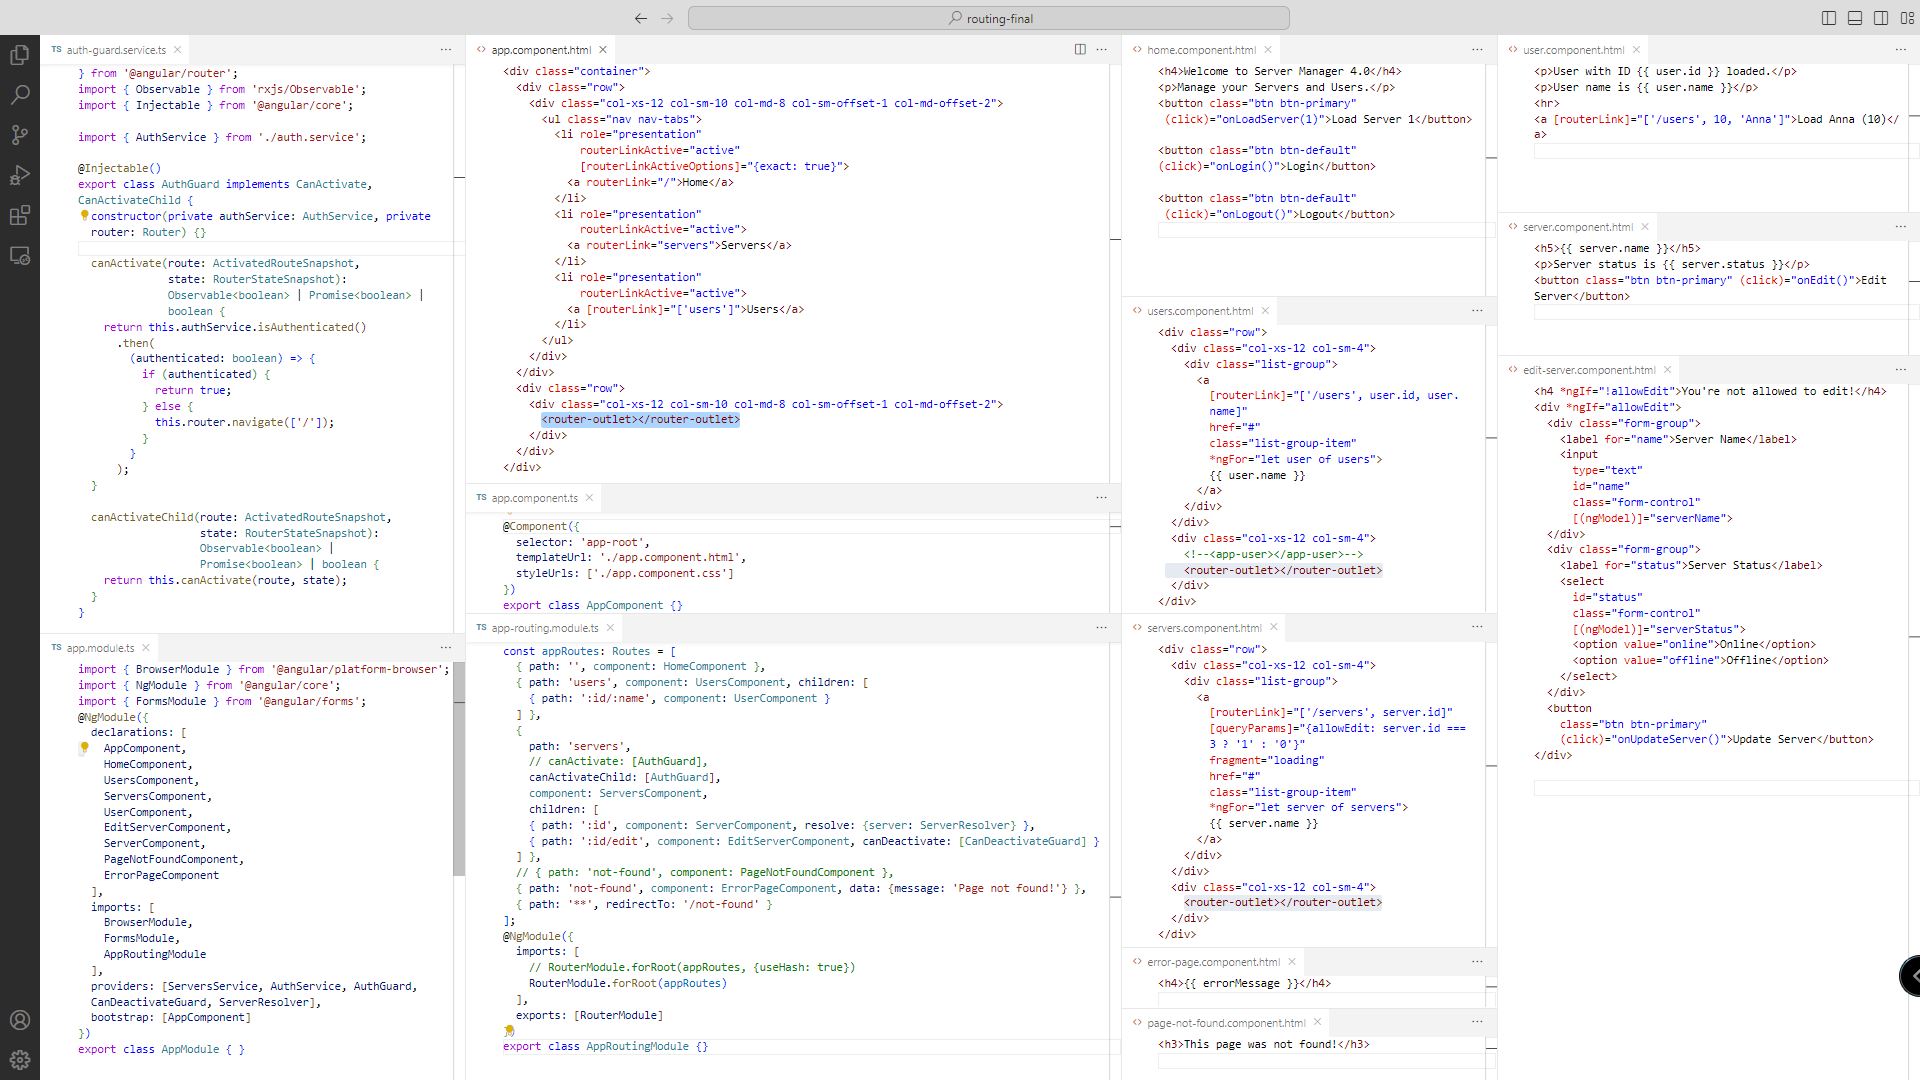 routing-final
TS auth-guard.service.ts
} from '@angular/router';
import { Observable } from 'rxjs/Observable';
import { Injectable } from '@angular/core';
import { AuthService } from './auth.service';
@Injectable()
export class AuthGuard implements CanActivate,
CanActivateChild {
constructor(private authService: AuthService, private
router: Router) {}
canActivate(route: ActivatedRouteSnapshot,
state: RouterStateSnapshot):
Observable<boolean> | Promise<boolean> |
boolean {
return this.authService.isAuthenticated()
.then(
(authenticated: boolean) => {
if (authenticated) {
return true;
} else {
this.router.navigate(['/']);
}
}
);
}
canActivateChild(route: ActivatedRouteSnapshot,
state: RouterStateSnapshot):
Observable<boolean> |
Promise<boolean> | boolean {
return this.canActivate(route, state);
}
}
TS app.module.ts
import { BrowserModule } from '@angular/platform-browser';
import { NgModule } from '@angular/core';
import { FormsModule } from '@angular/forms';
@NgModule({
declarations: [
AppComponent,
HomeComponent,
UsersComponent,
ServersComponent,
UserComponent,
EditServerComponent,
ServerComponent,
PageNotFoundComponent,
ErrorPageComponent
],
imports: [
BrowserModule,
FormsModule,
AppRoutingModule
],
providers: [ServersService, AuthService, AuthGuard,
CanDeactivateGuard, ServerResolver],
bootstrap: [AppComponent]
})
export class AppModule { }
<> app.component.html
<div class="container">
<div class="row">
<div class="col-xs-12 col-sm-10 col-md-8 col-sm-offset-1 col-md-offset-2">
<ul class="nav nav-tabs">
<li role="presentation"
routerLinkActive="active"
[routerLinkActiveOptions]="{exact: true}">
<a routerLink="/">Home</a>
</li>
<li role="presentation"
routerLinkActive="active">
<a routerLink="servers">Servers</a>
</li>
<li role="presentation"
routerLinkActive="active">
<a [routerLink]="['users']">Users</a>
</li>
</ul>
</div>
</div>
<div class="row">
<div class="col-xs-12 col-sm-10 col-md-8 col-sm-offset-1 col-md-offset-2">
<router-outlet></router-outlet>
</div>
</div>
</div>
TS app.component.ts
@Component({
selector: 'app-root',
templateUrl: './app.component.html',
styleUrls: ['./app.component.css']
})
export class AppComponent {}
TS app-routing.module.ts
const appRoutes: Routes = [
{ path: '', component: HomeComponent },
{ path: 'users', component: UsersComponent, children: [
{ path: ':id/:name', component: UserComponent }
] },
{
path: 'servers',
// canActivate: [AuthGuard],
canActivateChild: [AuthGuard],
component: ServersComponent,
children: [
{ path: ':id', component: ServerComponent, resolve: {server: ServerResolver} },
{ path: ':id/edit', component: EditServerComponent, canDeactivate: [CanDeactivateGuard] }
] },
// { path: 'not-found', component: PageNotFoundComponent },
{ path: 'not-found', component: ErrorPageComponent, data: {message: 'Page not found!'} },
{ path: '**', redirectTo: '/not-found' }
];
@NgModule({
imports: [
// RouterModule.forRoot(appRoutes, {useHash: true})
RouterModule.forRoot(appRoutes)
],
exports: [RouterModule]
export class AppRoutingModule {}
<> home.component.html
<h4>Welcome to Server Manager 4.0</h4>
<p>Manage your Servers and Users.</p>
<button class="btn btn-primary"
(click)="onLoadServer(1)">Load Server 1</button>
<button class="btn btn-default"
(click)="onLogin()">Login</button>
<button class="btn btn-default"
(click)="onLogout()">Logout</button>
<> users.component.html
<div class="row">
<div class="col-xs-12 col-sm-4">
<div class="list-group">
<a
[routerLink]="['/users', user.id, user.
name]"
href="#"
class="list-group-item"
*ngFor="let user of users">
{{ user.name }}
</a>
</div>
</div>
<div class="col-xs-12 col-sm-4">
<!--<app-user></app-user>-->
<router-outlet></router-outlet>
</div>
</div>
<> servers.component.html
<div class="row">
<div class="col-xs-12 col-sm-4">
<div class="list-group">
<a
[routerLink]="['/servers', server.id]"
[queryParams]="{allowEdit: server.id ===
3 ? '1' : '0'}"
fragment="loading"
href="#"
class="list-group-item"
*ngFor="let server of servers">
{{ server.name }}
</a>
</div>
</div>
<div class="col-xs-12 col-sm-4">
<router-outlet></router-outlet>
</div>
</div>
<> error-page.component.html
<h4>{{ errorMessage }}</h4>
<> page-not-found.component.html
<h3>This page was not found!</h3>
<> user.component.html
<p>User with ID {{ user.id }} loaded.</p>
<p>User name is {{ user.name }}</p>
<hr>
<a [routerLink]="['/users', 10, 'Anna']">Load Anna (10)</
a>
<> server.component.html
<h5>{{ server.name }}</h5>
<p>Server status is {{ server.status }}</p>
<button class="btn btn-primary" (click)="onEdit()">Edit
Server</button>
<> edit-server.component.html
<h4 *ngIf="!allowEdit">You're not allowed to edit!</h4>
<div *ngIf="allowEdit">
<div class="form-group">
<label for="name">Server Name</label>
<input
type="text"
id="name"
class="form-control"
[(ngModel)]="serverName">
</div>
<div class="form-group">
<label for="status">Server Status</label>
<select
id="status"
class="form-control"
[(ngModel)]="serverStatus">
<option value="online">Online</option>
<option value="offline">Offline</option>
</select>
</div>
<button
class="btn btn-primary"
(click)="onUpdateServer()">Update Server</button>
</div>